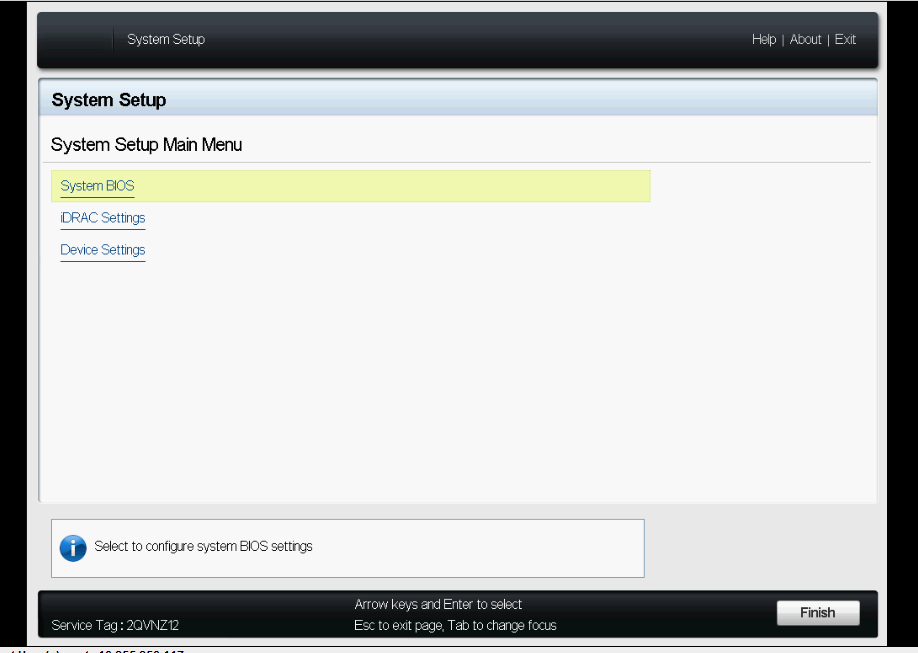 System Setup
Help | About | Exit
System Setup
System Setup Main Menu
System BIOS
iDRAC Settings
Device Settings
Select to configure system BIOS settings
Arrow keys and Enter to select
Service Tag : 2QVNZ12
Esc to exit page, Tab to change focus
Finish